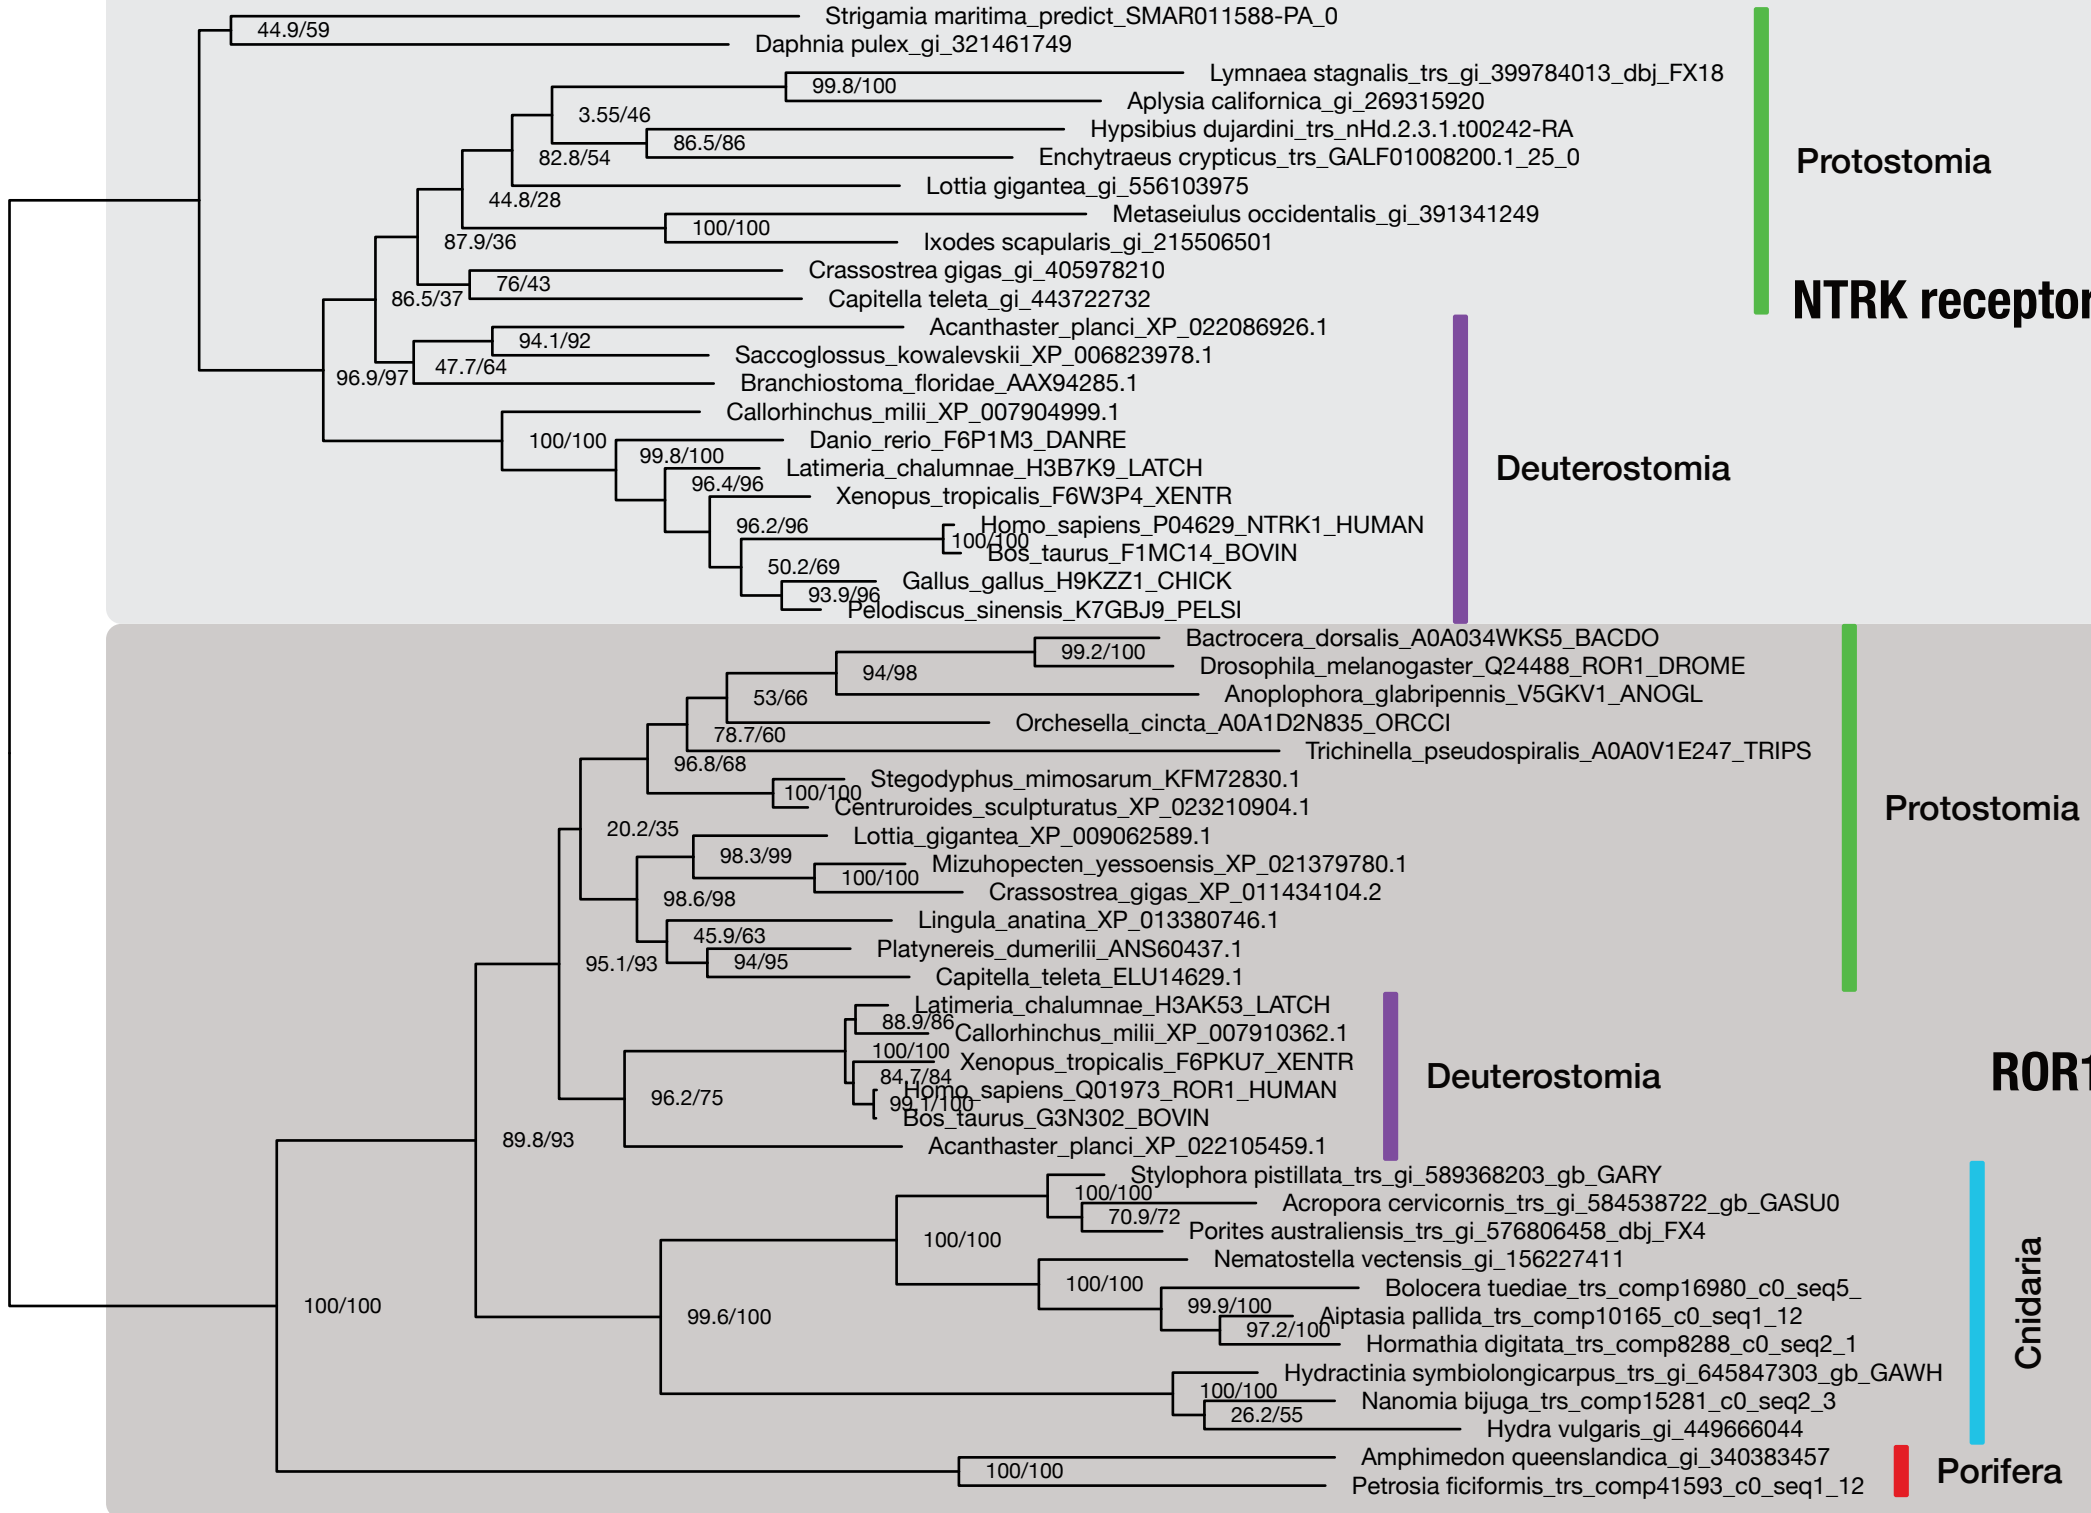 Strigamia maritima_predict_SMAR011588-PA_0
44.9/59
Daphnia pulex_gi_321461749
Lymnaea stagnalis_trs_gi_399784013_dbj_FX18
99.8/100
Aplysia californica_gi_269315920
3.55/46
Hypsibius dujardini_trs_nHd.2.3.1.t00242-RA
86.5/86
82.8/54
Enchytraeus crypticus_trs_GALF01008200.1_25_0
Protostomia
Lottia gigantea_gi_556103975
44.8/28
Metaseiulus occidentalis_gi_391341249
100/100
87.9/36
Ixodes scapularis_gi_215506501
Crassostrea gigas_gi_405978210
76/43
86.5/37
Capitella teleta_gi_443722732
NTRK receptor
Acanthaster_planci_XP_022086926.1
94.1/92
Saccoglossus_kowalevskii_XP_006823978.1
47.7/64
96.9/97
Branchiostoma_floridae_AAX94285.1
Callorhinchus_milii_XP_007904999.1
100/100
Danio_rerio_F6P1M3_DANRE
99.8/100
Latimeria_chalumnae_H3B7K9_LATCH
Deuterostomia
96.4/96
Xenopus_tropicalis_F6W3P4_XENTR
96.2/96
Homo_sapiens_P04629_NTRK1_HUMAN
100/100
Bos_taurus_F1MC14_BOVIN
50.2/69
Gallus_gallus_H9KZZ1_CHICK
93.9/96
Pelodiscus_sinensis_K7GBJ9_PELSI
Bactrocera_dorsalis_A0A034WKS5_BACDO
99.2/100
Drosophila_melanogaster_Q24488_ROR1_DROME
94/98
Anoplophora_glabripennis_V5GKV1_ANOGL
53/66
Orchesella_cincta_A0A1D2N835_ORCCI
78.7/60
Trichinella_pseudospiralis_A0A0V1E247_TRIPS
96.8/68
Stegodyphus_mimosarum_KFM72830.1
100/100
Centruroides_sculpturatus_XP_023210904.1
Protostomia
20.2/35
Lottia_gigantea_XP_009062589.1
98.3/99
Mizuhopecten_yessoensis_XP_021379780.1
100/100
Crassostrea_gigas_XP_011434104.2
98.6/98
Lingula_anatina_XP_013380746.1
45.9/63
Platynereis_dumerilii_ANS60437.1
95.1/93
94/95
Capitella_teleta_ELU14629.1
Latimeria_chalumnae_H3AK53_LATCH
88.9/86
Callorhinchus_milii_XP_007910362.1
100/100
Xenopus_tropicalis_F6PKU7_XENTR
84.7/84
Deuterostomia
ROR1
Homo_sapiens_Q01973_ROR1_HUMAN
96.2/75
99.1/100
Bos_taurus_G3N302_BOVIN
89.8/93
Acanthaster_planci_XP_022105459.1
Stylophora pistillata_trs_gi_589368203_gb_GARY
100/100
Acropora cervicornis_trs_gi_584538722_gb_GASU0
70.9/72
Porites australiensis_trs_gi_576806458_dbj_FX4
100/100
Nematostella vectensis_gi_156227411
100/100
Bolocera tuediae_trs_comp16980_c0_seq5_
Cnidaria
99.9/100
100/100
Aiptasia pallida_trs_comp10165_c0_seq1_12
99.6/100
97.2/100
Hormathia digitata_trs_comp8288_c0_seq2_1
Hydractinia symbiolongicarpus_trs_gi_645847303_gb_GAWH
100/100
Nanomia bijuga_trs_comp15281_c0_seq2_3
26.2/55
Hydra vulgaris_gi_449666044
Amphimedon queenslandica_gi_340383457
100/100
Porifera
Petrosia ficiformis_trs_comp41593_c0_seq1_12